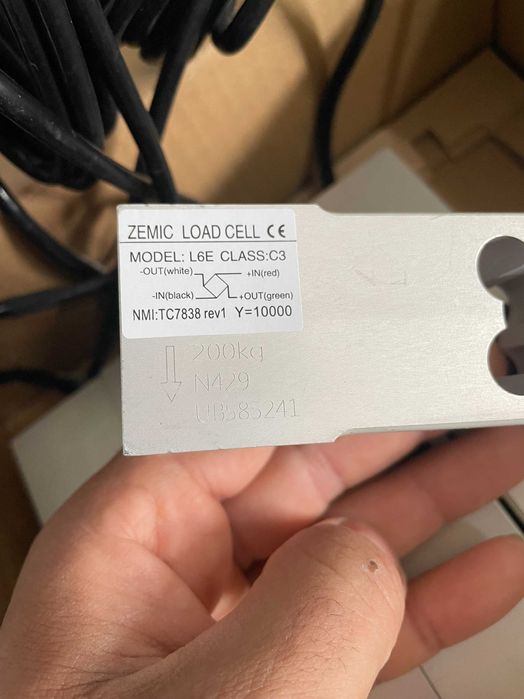 ZEMIC LOAD CELL CE
MODEL: L6E CLASS:C3
-OUT(white) +IN(red)
-IN(black) +OUT(green)
NMI:TC7838 rev1 Y=10000
200kg
N429
UB585241